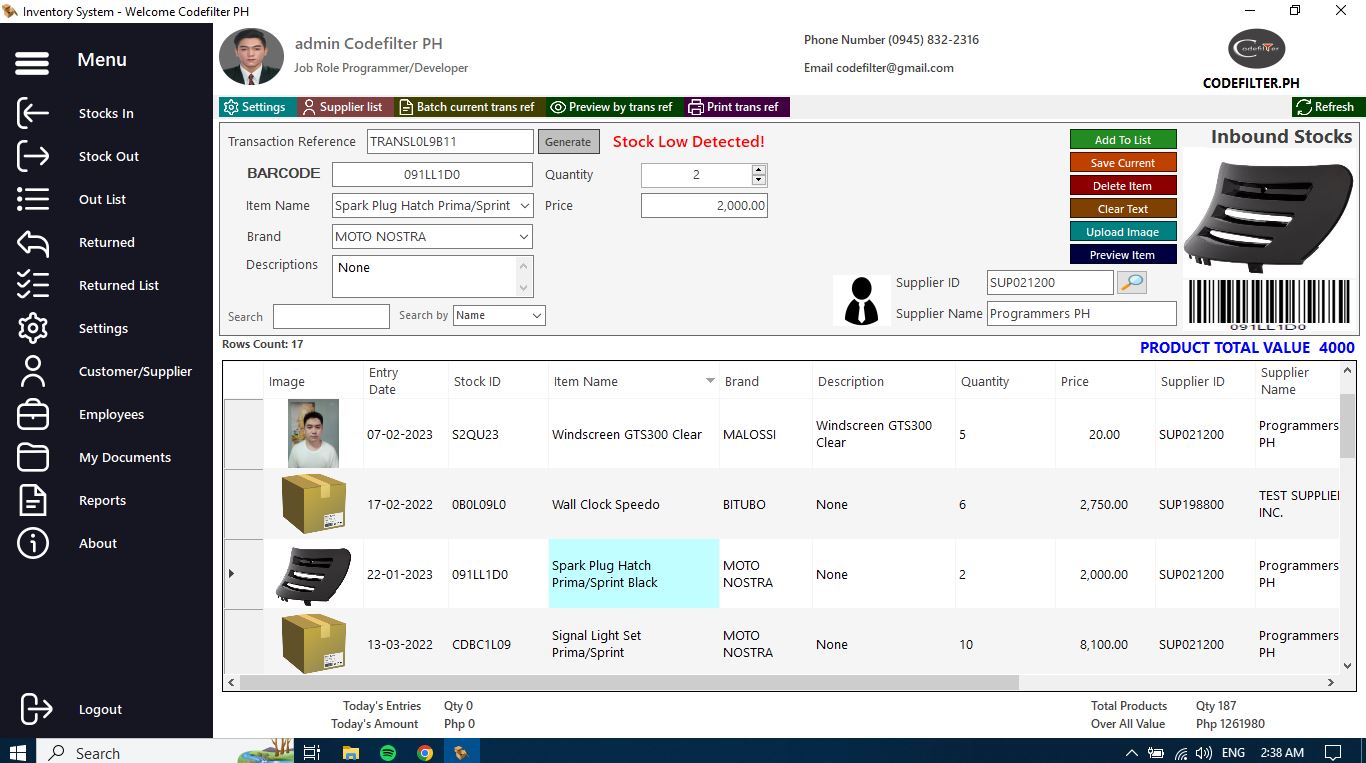 Inventory System - Welcome Codefilter PH
Menu
Stocks In
Stock Out
Out List
Returned
Returned List
Settings
Customer/Supplier
Employees
My Documents
Reports
About
Logout
admin Codefilter PH
Job Role Programmer/Developer
Phone Number (0945) 832-2316
Email codefilter@gmail.com
Codefilter
CODEFILTER.PH
Settings Supplier list Batch current trans ref Preview by trans ref Print trans ref Refresh
Transaction Reference TRANSL0L9B11 Generate Stock Low Detected!
BARCODE 091LL1D0 Quantity 2
Item Name Spark Plug Hatch Prima/Sprint Price 2,000.00
Brand MOTO NOSTRA
Descriptions None
Search Search by Name
Add To List
Save Current
Delete Item
Clear Text
Upload Image
Preview Item
Supplier ID SUP021200
Supplier Name Programmers PH
Inbound Stocks
091LL1D0
Rows Count: 17
PRODUCT TOTAL VALUE 4000
Image Entry Date Stock ID Item Name Brand Description Quantity Price Supplier ID Supplier Name
07-02-2023 S2QU23 Windscreen GTS300 Clear MALOSSI Windscreen GTS300 Clear 5 20.00 SUP021200 Programmers PH
17-02-2022 0B0L09L0 Wall Clock Speedo BITUBO None 6 2,750.00 SUP198800 TEST SUPPLIE INC.
22-01-2023 091LL1D0 Spark Plug Hatch Prima/Sprint Black MOTO NOSTRA None 2 2,000.00 SUP021200 Programmers PH
13-03-2022 CDBC1L09 Signal Light Set Prima/Sprint MOTO NOSTRA None 10 8,100.00 SUP021200 Programmers PH
Today's Entries Qty 0
Today's Amount Php 0
Total Products Qty 187
Over All Value Php 1261980
Search
ENG 2:38 AM